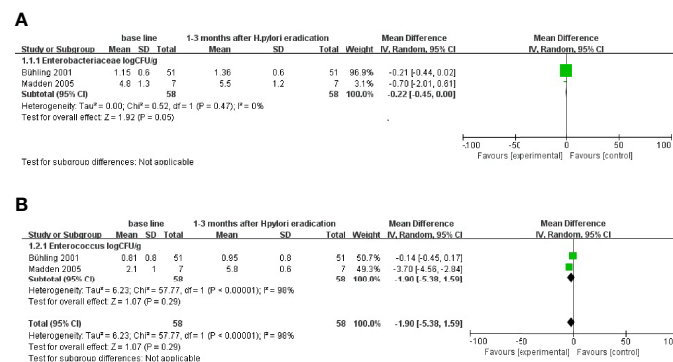 A
base line 1-3 months after H.pylori eradication Mean Difference Mean Difference
Study or Subgroup Mean SD Total Mean SD Total Weight IV, Random, 95% CI IV, Random, 95% CI
1.1.1 Enterobacteriaceae logCFU/g
Bühling 2001 1.15 0.6 51 1.36 0.6 51 96.9% -0.21 [-0.44, 0.02]
Madden 2005 4.8 1.3 7 5.5 1.2 7 3.1% -0.70 [-2.01, 0.61]
Subtotal (95% CI) 58 58 100.0% -0.22 [-0.45, 0.00]
Heterogeneity: Tau² = 0.00; Chi² = 0.52, df = 1 (P = 0.47); I² = 0%
Test for overall effect: Z = 1.92 (P = 0.05)
-100 -50 0 50 100
Favours [experimental] Favours [control]
Test for subgroup differences: Not applicable
B
base line 1-3 months after Hpylori eradication Mean Difference Mean Difference
Study or Subgroup Mean SD Total Mean SD Total Weight IV, Random, 95% CI IV, Random, 95% CI
1.2.1 Enterococcus logCFU/g
Bühling 2001 0.81 0.8 51 0.95 0.8 51 50.7% -0.14 [-0.45, 0.17]
Madden 2005 2.1 1 7 5.8 0.6 7 49.3% -3.70 [-4.56, -2.84]
Subtotal (95% CI) 58 58 100.0% -1.90 [-5.38, 1.59]
Heterogeneity: Tau² = 6.23; Chi² = 57.77, df = 1 (P < 0.00001); I² = 98%
Test for overall effect: Z = 1.07 (P = 0.29)
Total (95% CI) 58 58 100.0% -1.90 [-5.38, 1.59]
Heterogeneity: Tau² = 6.23; Chi² = 57.77, df = 1 (P < 0.00001); I² = 98%
Test for overall effect: Z = 1.07 (P = 0.29)
-100 -50 0 50 100
Favours [experimental] Favours [control]
Test for subgroup differences: Not applicable